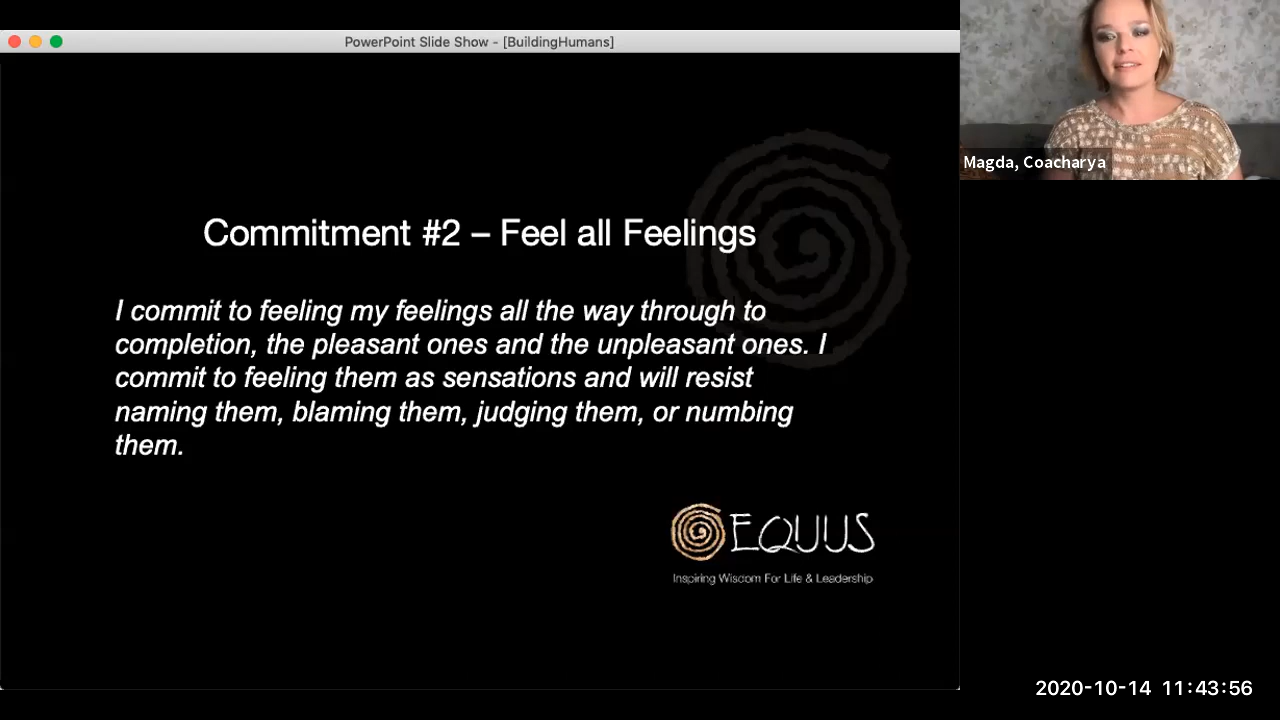 PowerPoint Slide Show - [BuildingHumans]
Magda, Coacharya
Commitment #2 – Feel all Feelings
I commit to feeling my feelings all the way through to
completion, the pleasant ones and the unpleasant ones. I
commit to feeling them as sensations and will resist
naming them, blaming them, judging them, or numbing
them.
EQUUS
Inspiring Wisdom For Life & Leadership
2020-10-14 11:43:56